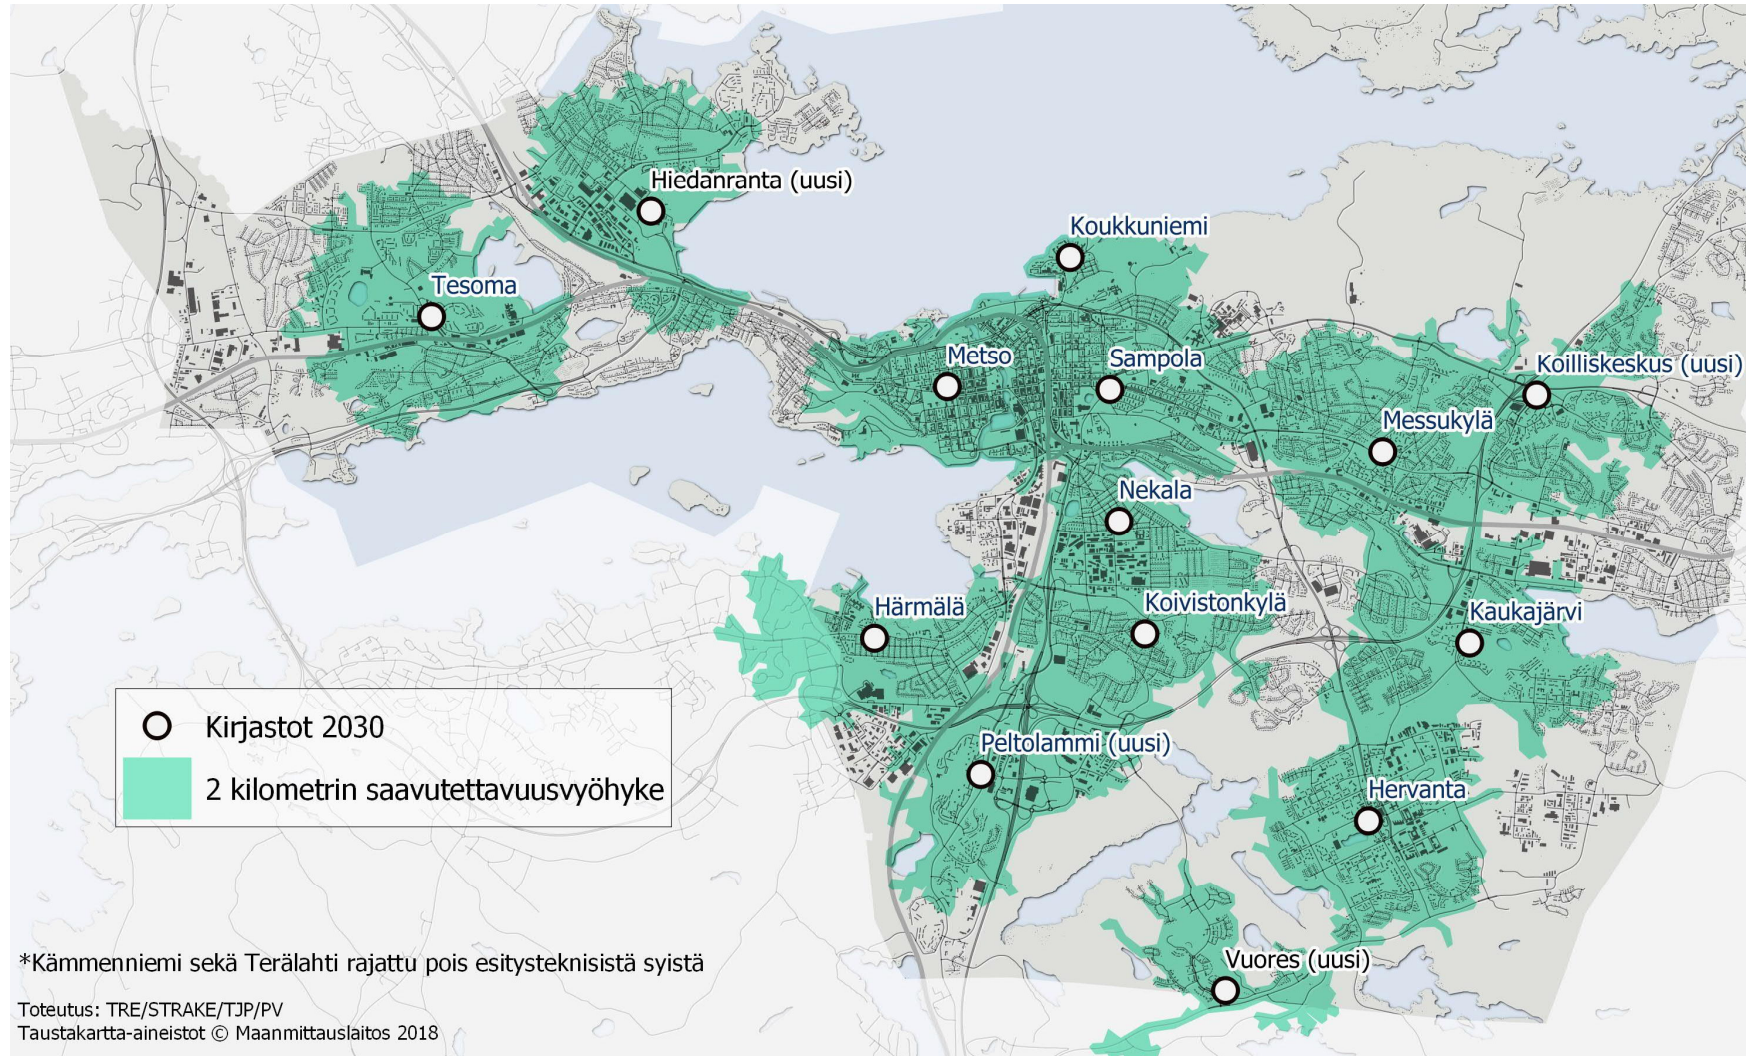 Hiedanranta (uusi)
Koukkuniemi
Tesoma
Metso
Sampola
Koilliskeskus (uusi)
Messukylä
Nekala
Härmälä
Koivistonkylä
Kaukajärvi
Kirjastot 2030
2 kilometrin saavutettavuusvyöhyke
Peltolammi (uusi)
Hervanta
Vuores (uusi)
*Kämmenniemi sekä Terälahti rajattu pois esitysteknisistä syistä
Toteutus: TRE/STRAKE/TJP/PV
Taustakartta-aineistot © Maanmittauslaitos 2018